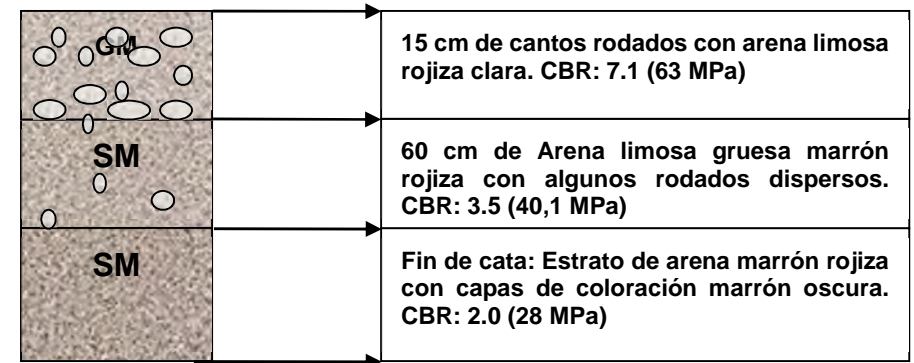 GM
15 cm de cantos rodados con arena limosa
rojiza clara. CBR: 7.1 (63 MPa)
SM
60 cm de Arena limosa gruesa marrón
rojiza con algunos rodados dispersos.
CBR: 3.5 (40,1 MPa)
SM
Fin de cata: Estrato de arena marrón rojiza
con capas de coloración marrón oscura.
CBR: 2.0 (28 MPa)